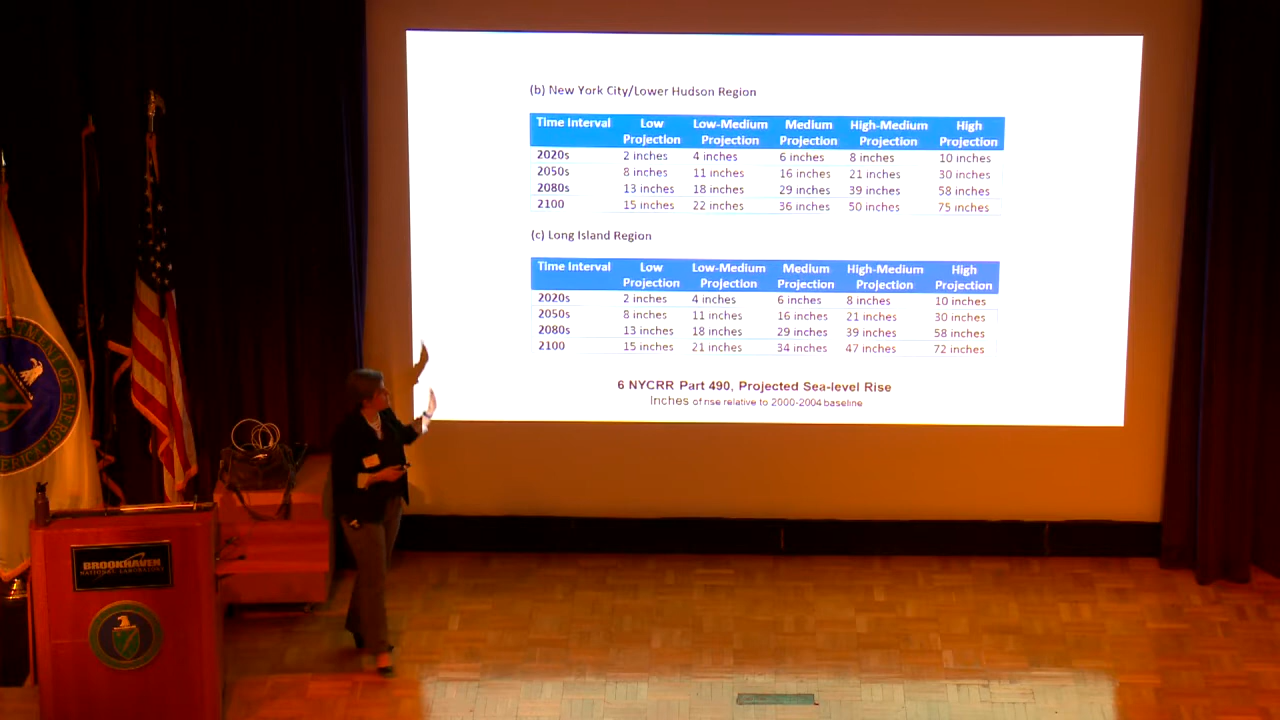 (b) New York City/Lower Hudson Region
Time Interval Low Projection Low-Medium Projection Medium Projection High-Medium Projection High Projection
2020s 2 inches 4 inches 6 inches 8 inches 10 inches
2050s 8 inches 11 inches 16 inches 21 inches 30 inches
2080s 13 inches 18 inches 29 inches 39 inches 58 inches
2100 15 inches 22 inches 36 inches 50 inches 75 inches
(c) Long Island Region
Time Interval Low Projection Low-Medium Projection Medium Projection High-Medium Projection High Projection
2020s 2 inches 4 inches 6 inches 8 inches 10 inches
2050s 8 inches 11 inches 16 inches 21 inches 30 inches
2080s 13 inches 18 inches 29 inches 39 inches 58 inches
2100 15 inches 21 inches 34 inches 47 inches 72 inches
6 NYCRR Part 490, Projected Sea-level Rise
Inches of rise relative to 2000-2004 baseline
BROOKHAVEN
NATIONAL LABORATORY
OF ENERGY